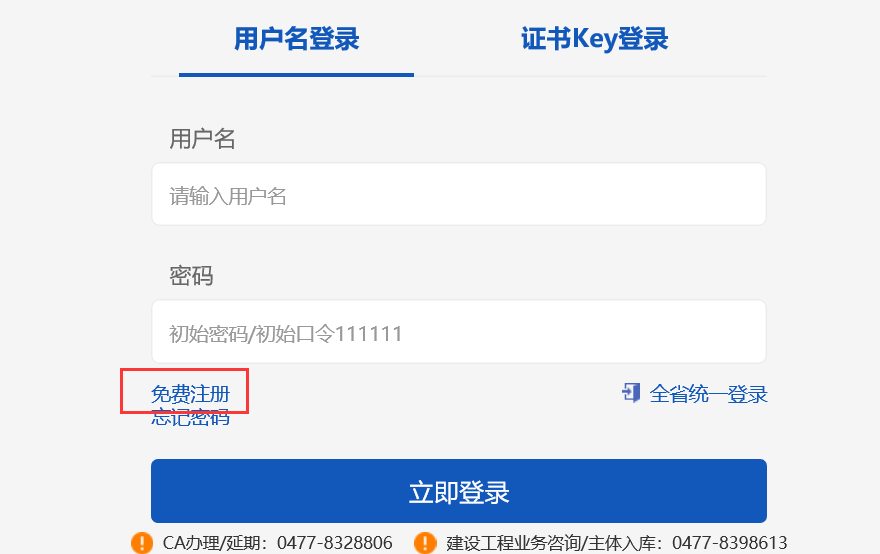 用户名登录 证书Key登录
用户名
请输入用户名
密码
初始密码/初始口令111111
免费注册 全省统一登录
忘记密码
立即登录
CA办理/延期：0477-8328806 建设工程业务咨询/主体入库：0477-8398613